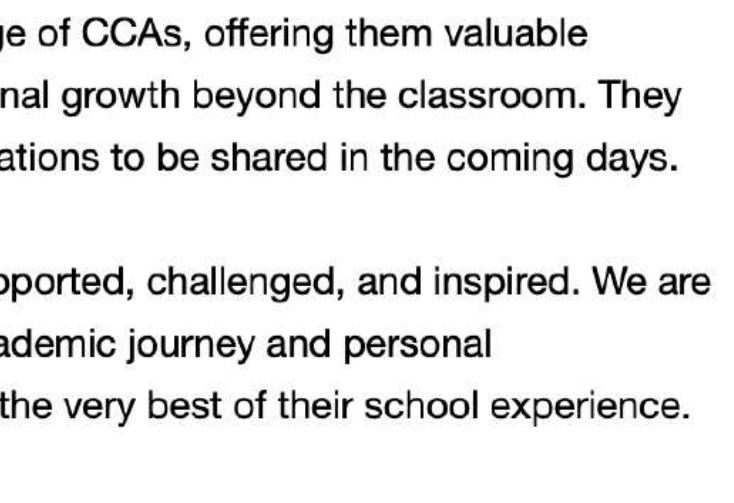 ge of CCAs, offering them valuable
nal growth beyond the classroom. They
ations to be shared in the coming days.
pported, challenged, and inspired. We are
ademic journey and personal
the very best of their school experience.